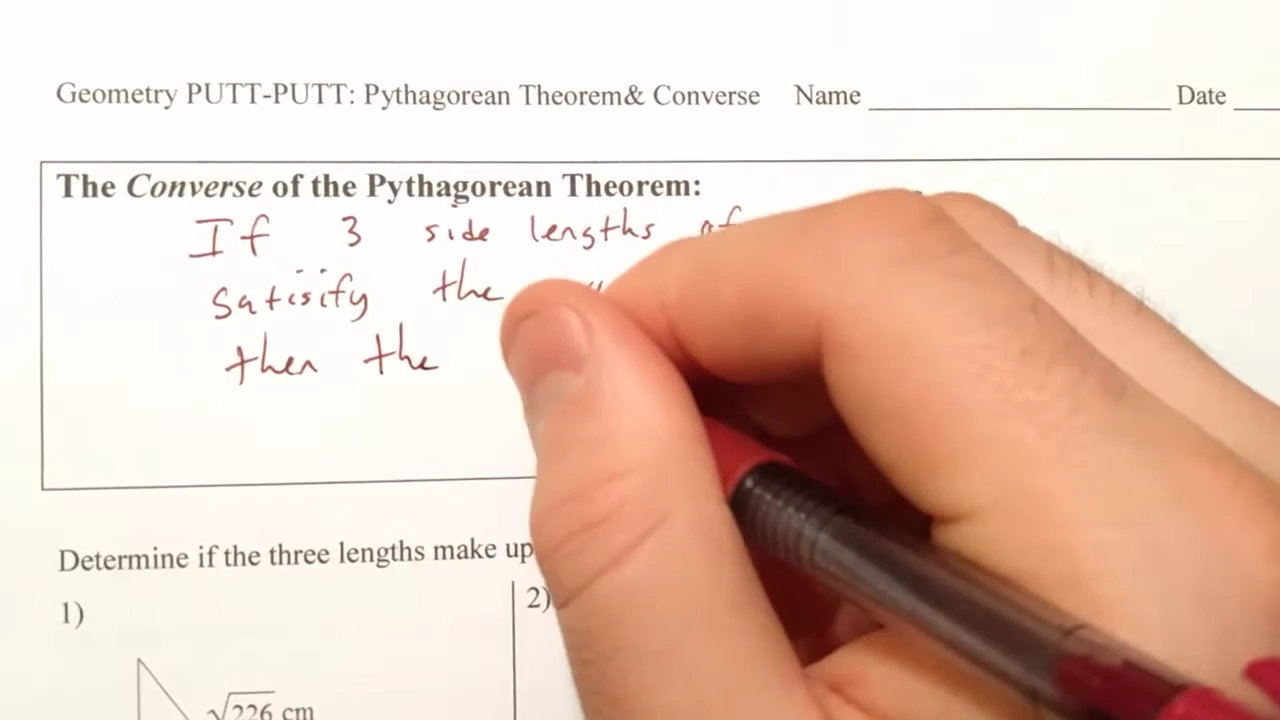 Geometry PUTT-PUTT: Pythagorean Theorem& Converse Name Date
The Converse of the Pythagorean Theorem:
If 3 side lengths of
satisify the
then the
Determine if the three lengths make up
1)
2)
√226 cm